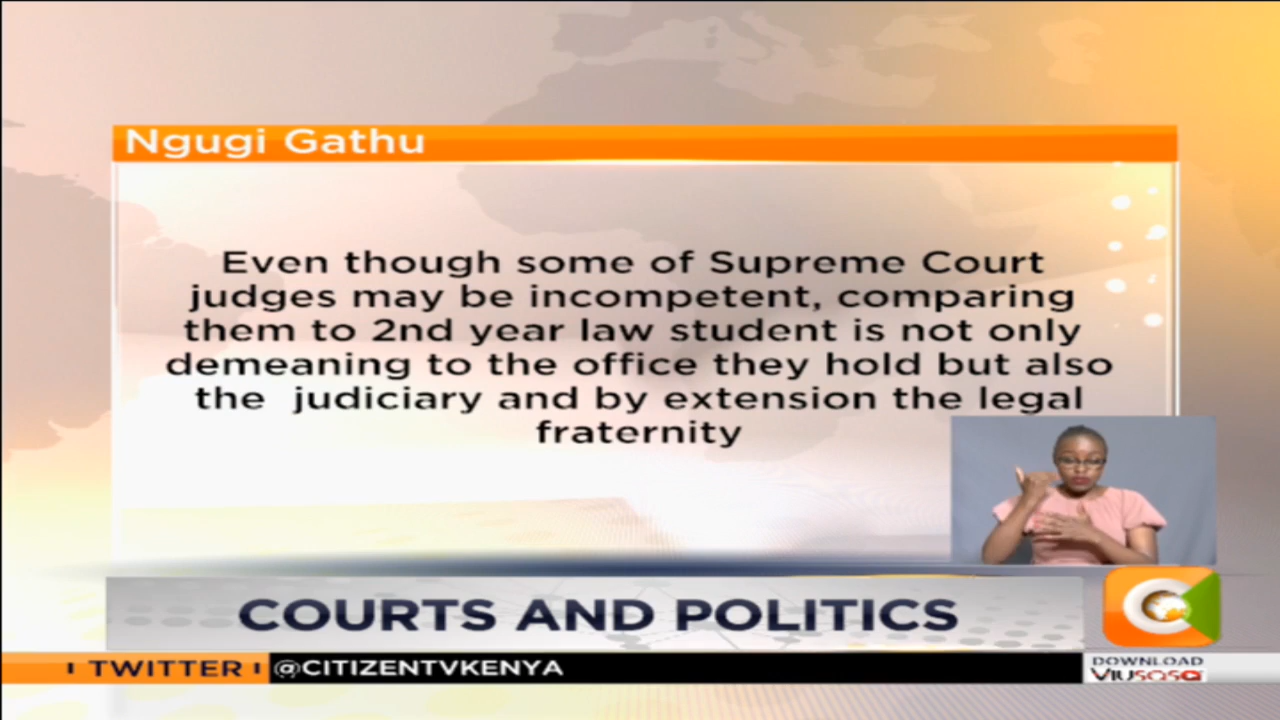 Ngugi Gathu
Even though some of Supreme Court
judges may be incompetent, comparing
them to 2nd year law student is not only
demeaning to the office they hold but also
the judiciary and by extension the legal
fraternity
COURTS AND POLITICS
TWITTER @CITIZENTVKENYA
DOWNLOAD
VIUSASA